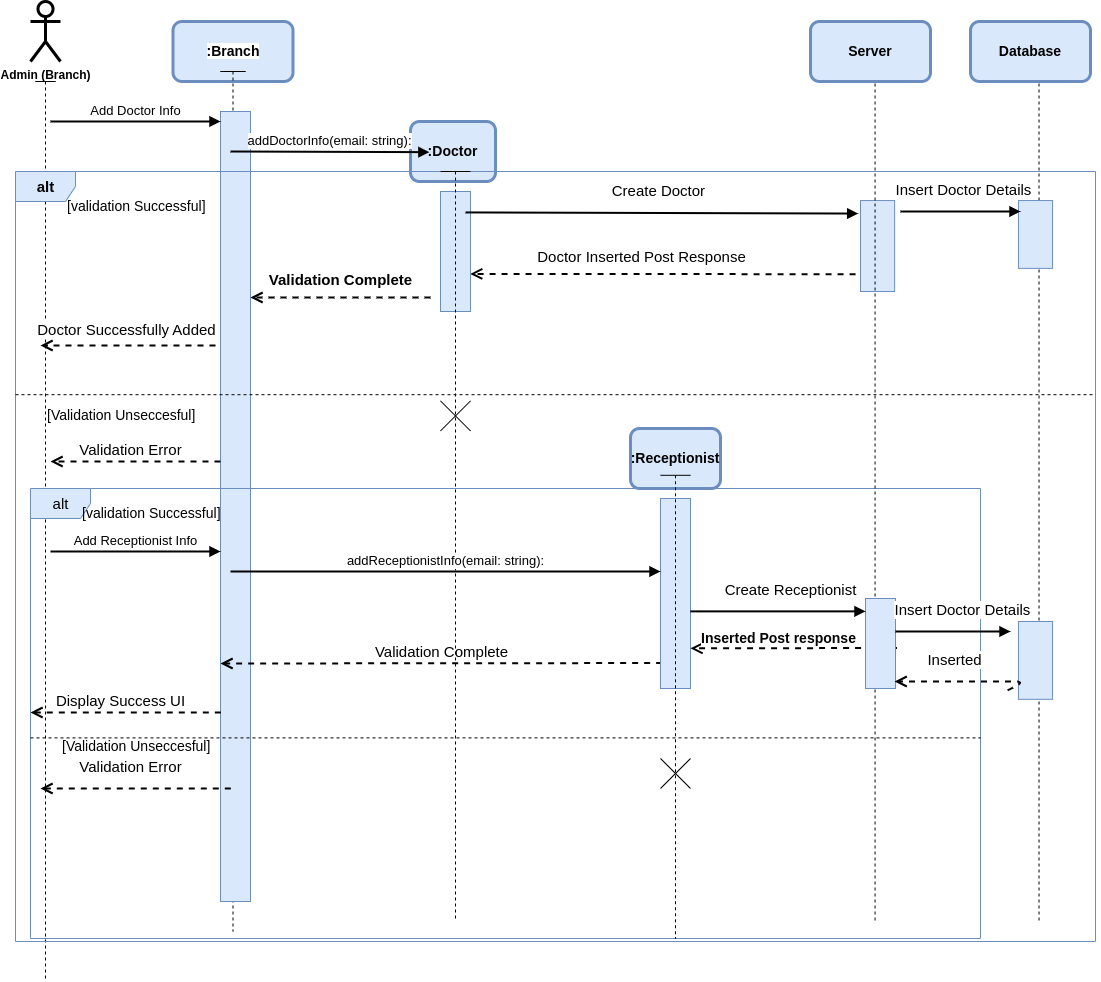 Admin (Branch)
:Branch
Server
Database
Add Doctor Info
addDoctorInfo(email: string):
:Doctor
alt
[validation Successful]
Create Doctor
Insert Doctor Details
Doctor Inserted Post Response
Validation Complete
Doctor Successfully Added
[Validation Unseccesful]
Validation Error
:Receptionist
alt
[validation Successful]
Add Receptionist Info
addReceptionistInfo(email: string):
Create Receptionist
Insert Doctor Details
Inserted Post response
Validation Complete
Inserted
Display Success UI
[Validation Unseccesful]
Validation Error